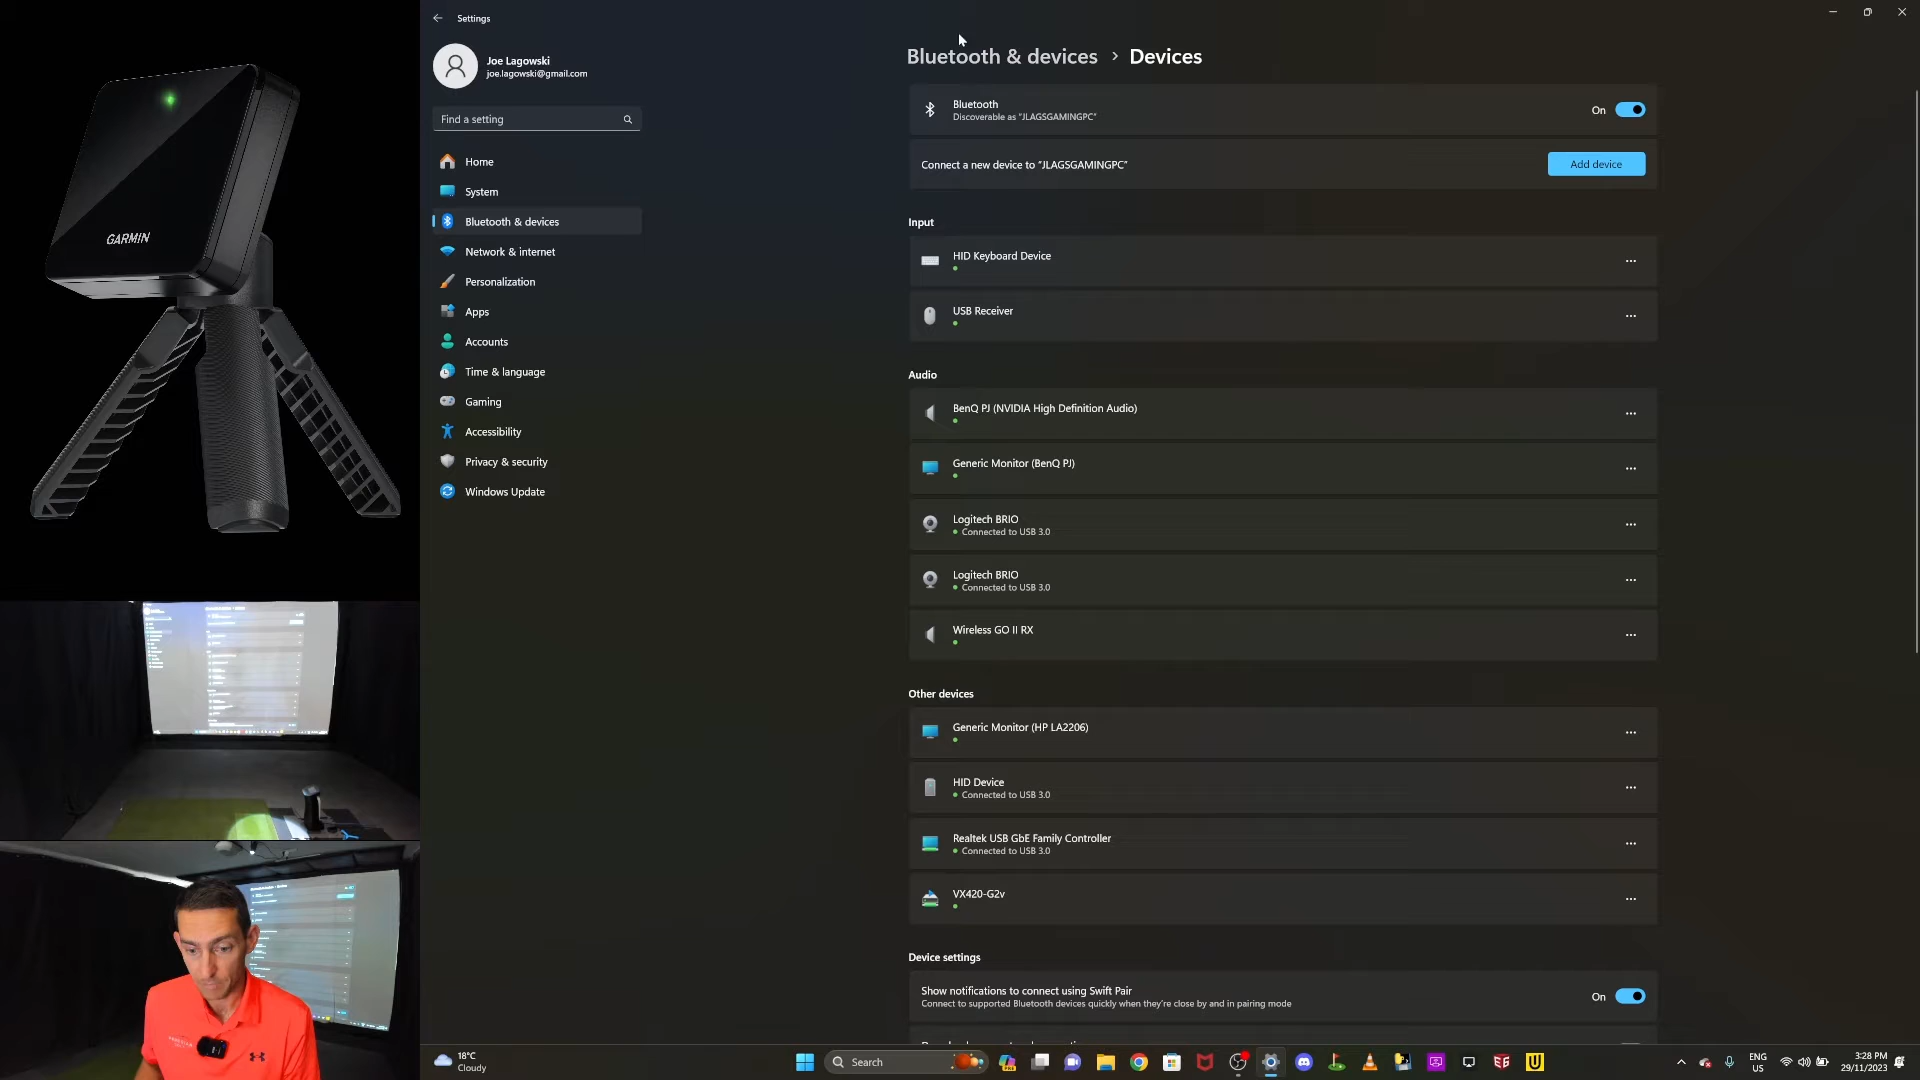 GARMIN
Settings
Joe Lagowski
joe.lagowski@gmail.com
Find a setting
Home
System
Bluetooth & devices
Network & internet
Personalization
Apps
Accounts
Time & language
Gaming
Accessibility
Privacy & security
Windows Update
Bluetooth & devices > Devices
Bluetooth
Discoverable as "JLAGSGAMINGPC"
On
Connect a new device to "JLAGSGAMINGPC"
Add device
Input
HID Keyboard Device
USB Receiver
Audio
BenQ PJ (NVIDIA High Definition Audio)
Generic Monitor (BenQ PJ)
Logitech BRIO
Connected to USB 3.0
Logitech BRIO
Connected to USB 3.0
Wireless GO II RX
Other devices
Generic Monitor (HP LA2206)
HID Device
Connected to USB 3.0
Realtek USB GbE Family Controller
Connected to USB 3.0
VX420-G2v
Device settings
Show notifications to connect using Swift Pair
Connect to supported Bluetooth devices quickly when they're close by and in pairing mode
On
18°C
Cloudy
Search
ENG
US
3:28 PM
29/11/2023